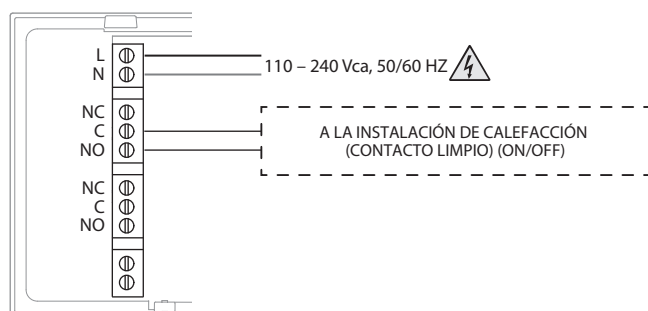 L
N
110 – 240 Vca, 50/60 HZ
NC
C
NO
A LA INSTALACIÓN DE CALEFACCIÓN
(CONTACTO LIMPIO) (ON/OFF)
NC
C
NO